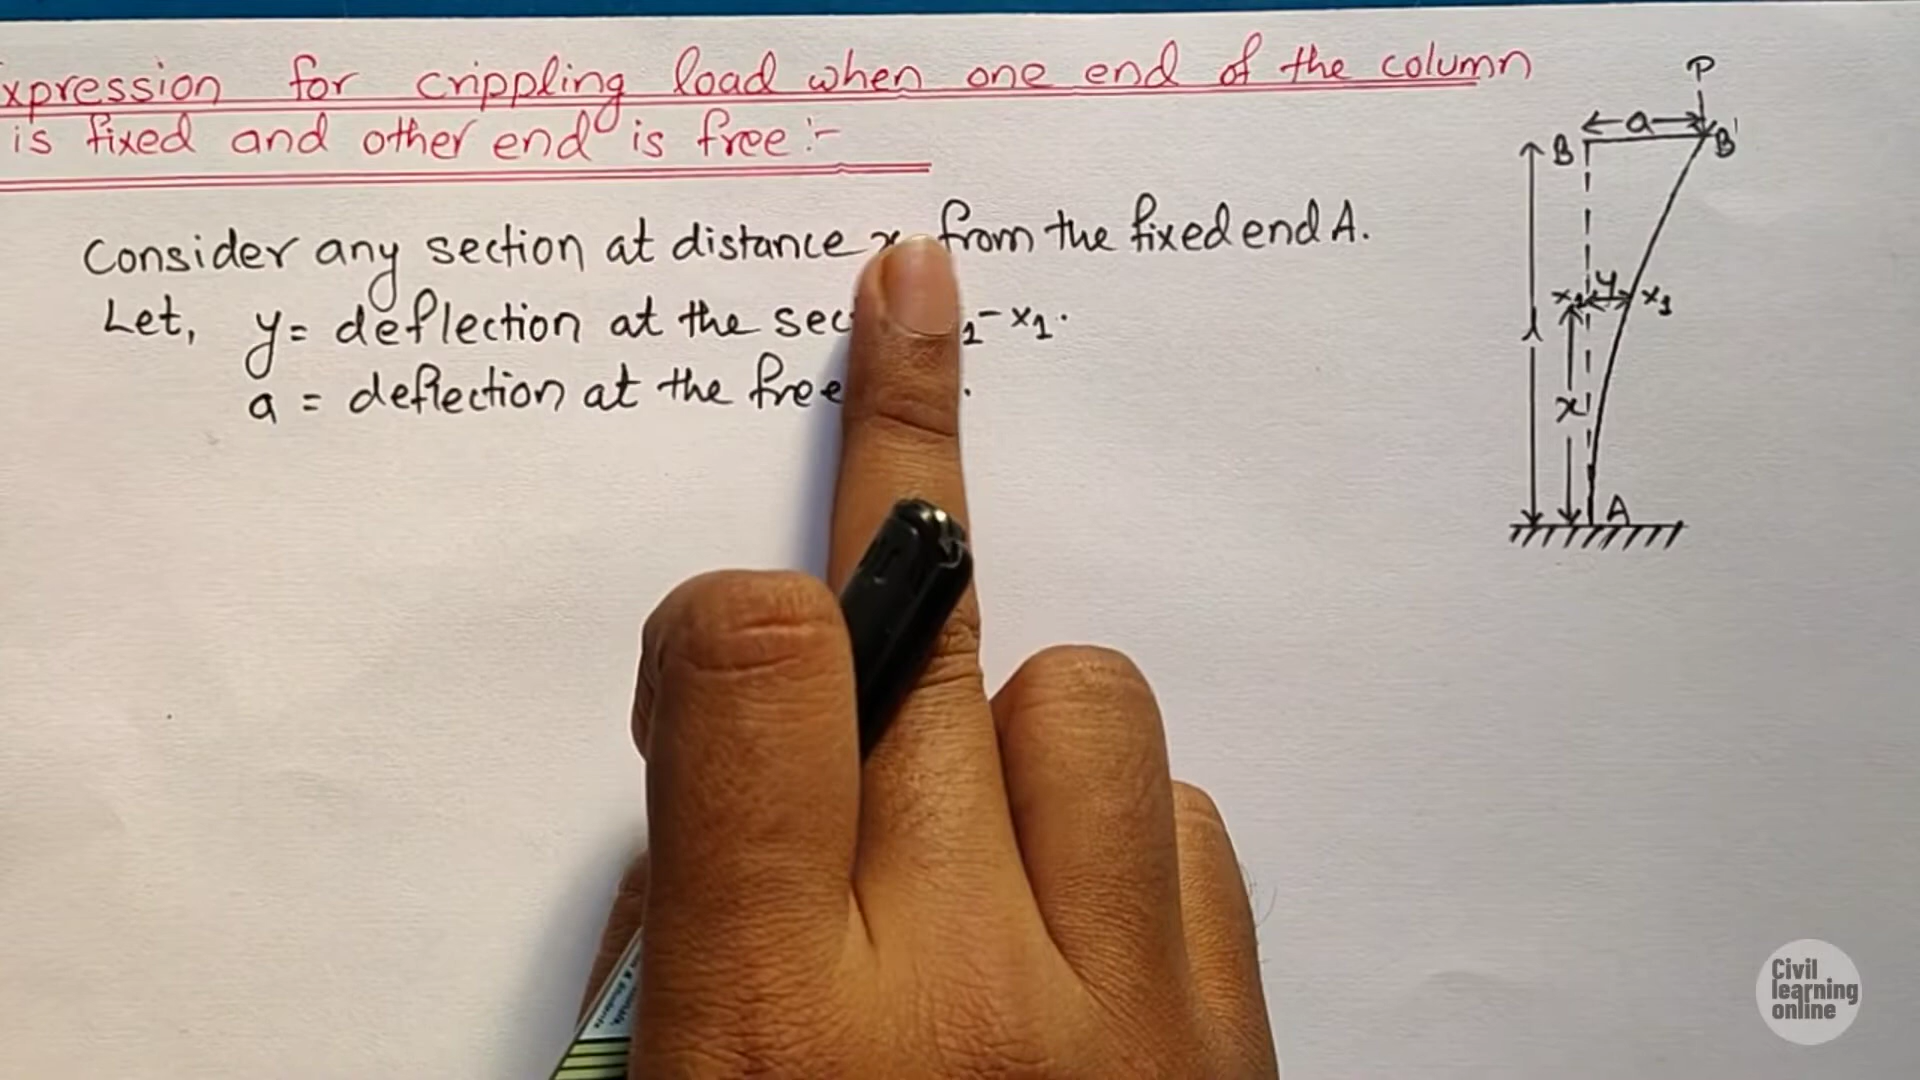 xpression for crippling load when one end of the column
is fixed and other end is free :-
Consider any section at distance x from the fixed end A.
Let, y = deflection at the sec - x1.
a = deflection at the free .
P
a
B B'
x1 y x1
l
x
A
Civil
learning
online